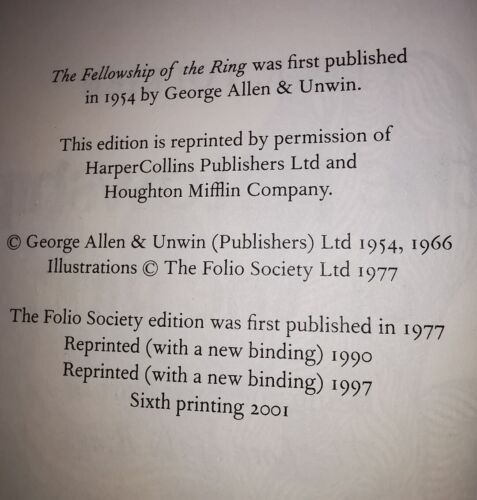 The Fellowship of the Ring was first published
in 1954 by George Allen & Unwin.
This edition is reprinted by permission of
HarperCollins Publishers Ltd and
Houghton Mifflin Company.
© George Allen & Unwin (Publishers) Ltd 1954, 1966
Illustrations © The Folio Society Ltd 1977
The Folio Society edition was first published in 1977
Reprinted (with a new binding) 1990
Reprinted (with a new binding) 1997
Sixth printing 2001